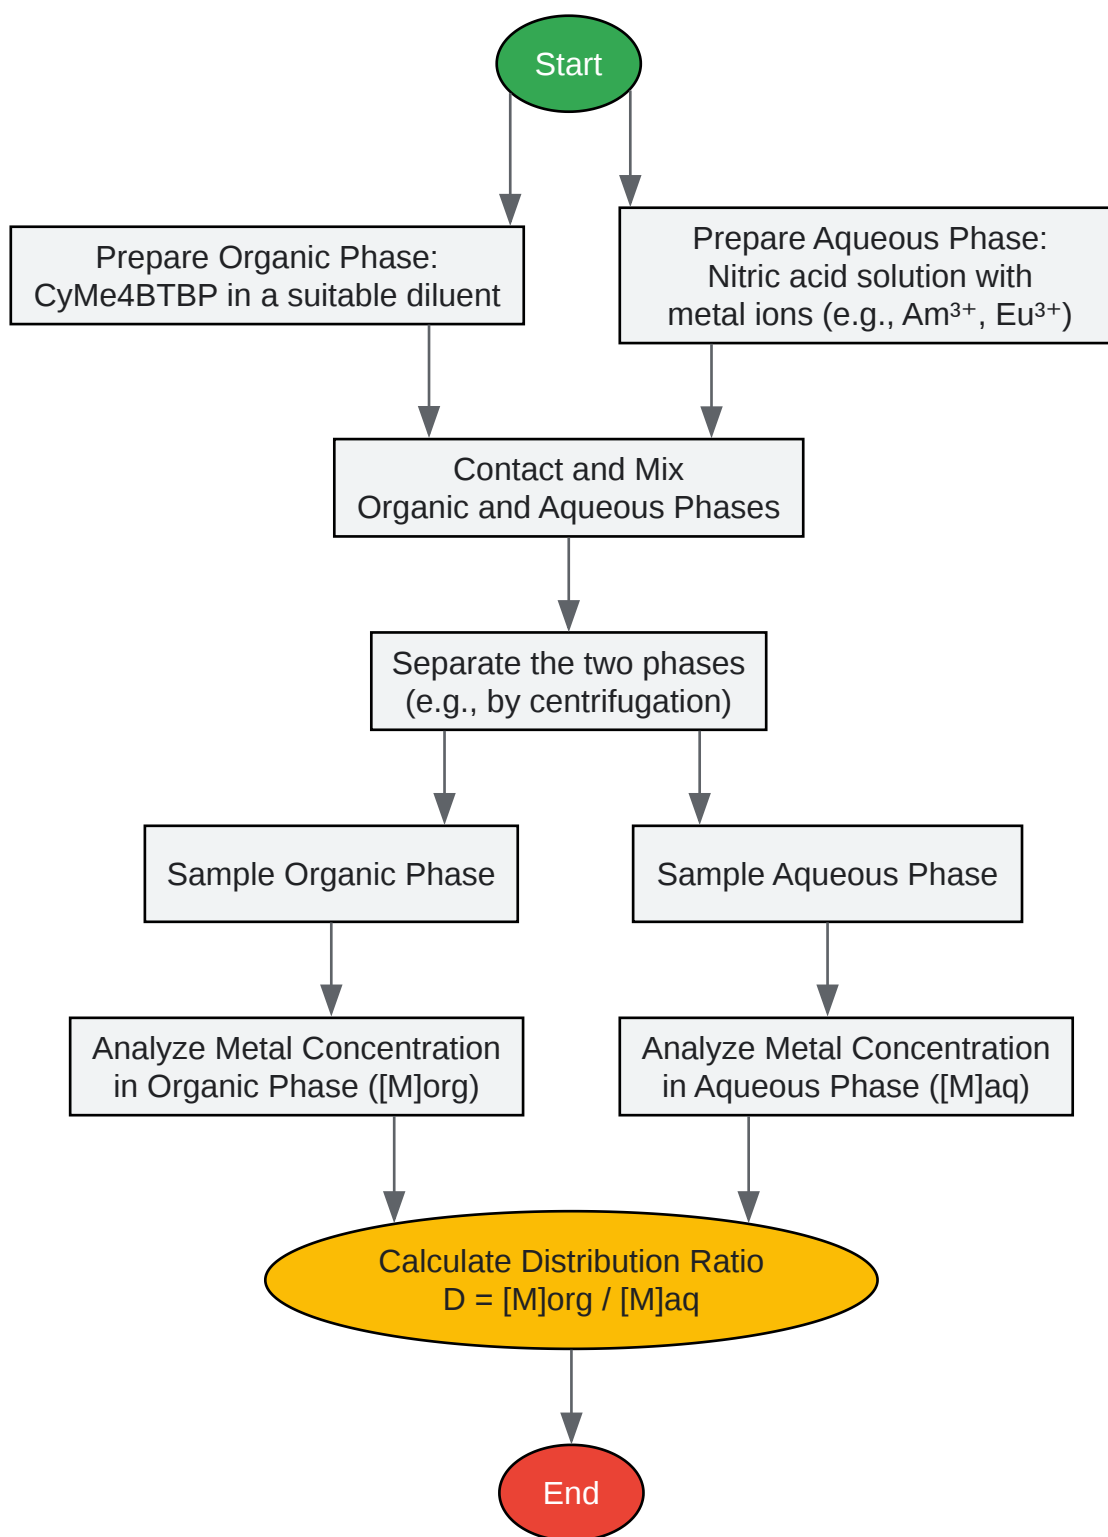 Start
Prepare Organic Phase:
CyMe4BTBP in a suitable diluent
Prepare Aqueous Phase:
Nitric acid solution with
metal ions (e.g., Am³⁺, Eu³⁺)
Contact and Mix
Organic and Aqueous Phases
Separate the two phases
(e.g., by centrifugation)
Sample Organic Phase
Sample Aqueous Phase
Analyze Metal Concentration
in Organic Phase ([M]org)
Analyze Metal Concentration
in Aqueous Phase ([M]aq)
Calculate Distribution Ratio
D = [M]org / [M]aq
End